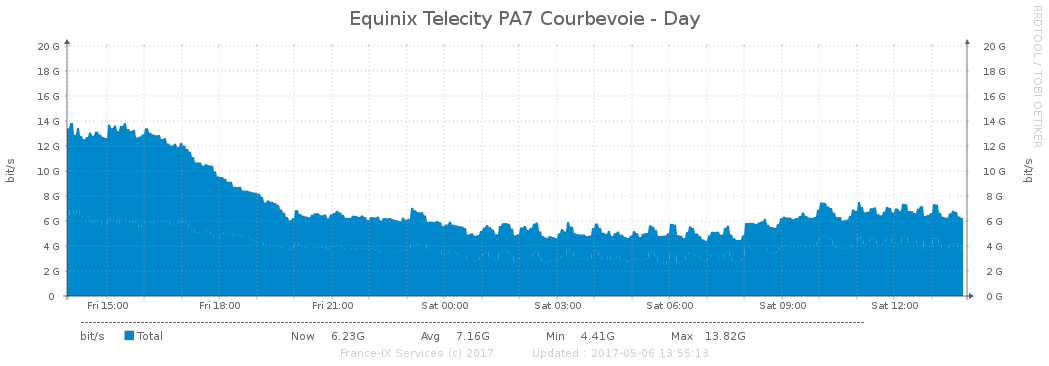 Equinix Telecity PA7 Courbevoie - Day
RRDTOOL / TOBI OETIKER
bit/s
bit/s
20 G 20 G
18 G 18 G
16 G 16 G
14 G 14 G
12 G 12 G
10 G 10 G
8 G 8 G
6 G 6 G
4 G 4 G
2 G 2 G
0 0 G
Fri 15:00 Fri 18:00 Fri 21:00 Sat 00:00 Sat 03:00 Sat 06:00 Sat 09:00 Sat 12:00
bit/s Total Now 6.23G Avg 7.16G Min 4.41G Max 13.82G
France-IX Services (c) 2017 Updated : 2017-05-06 13:55:13